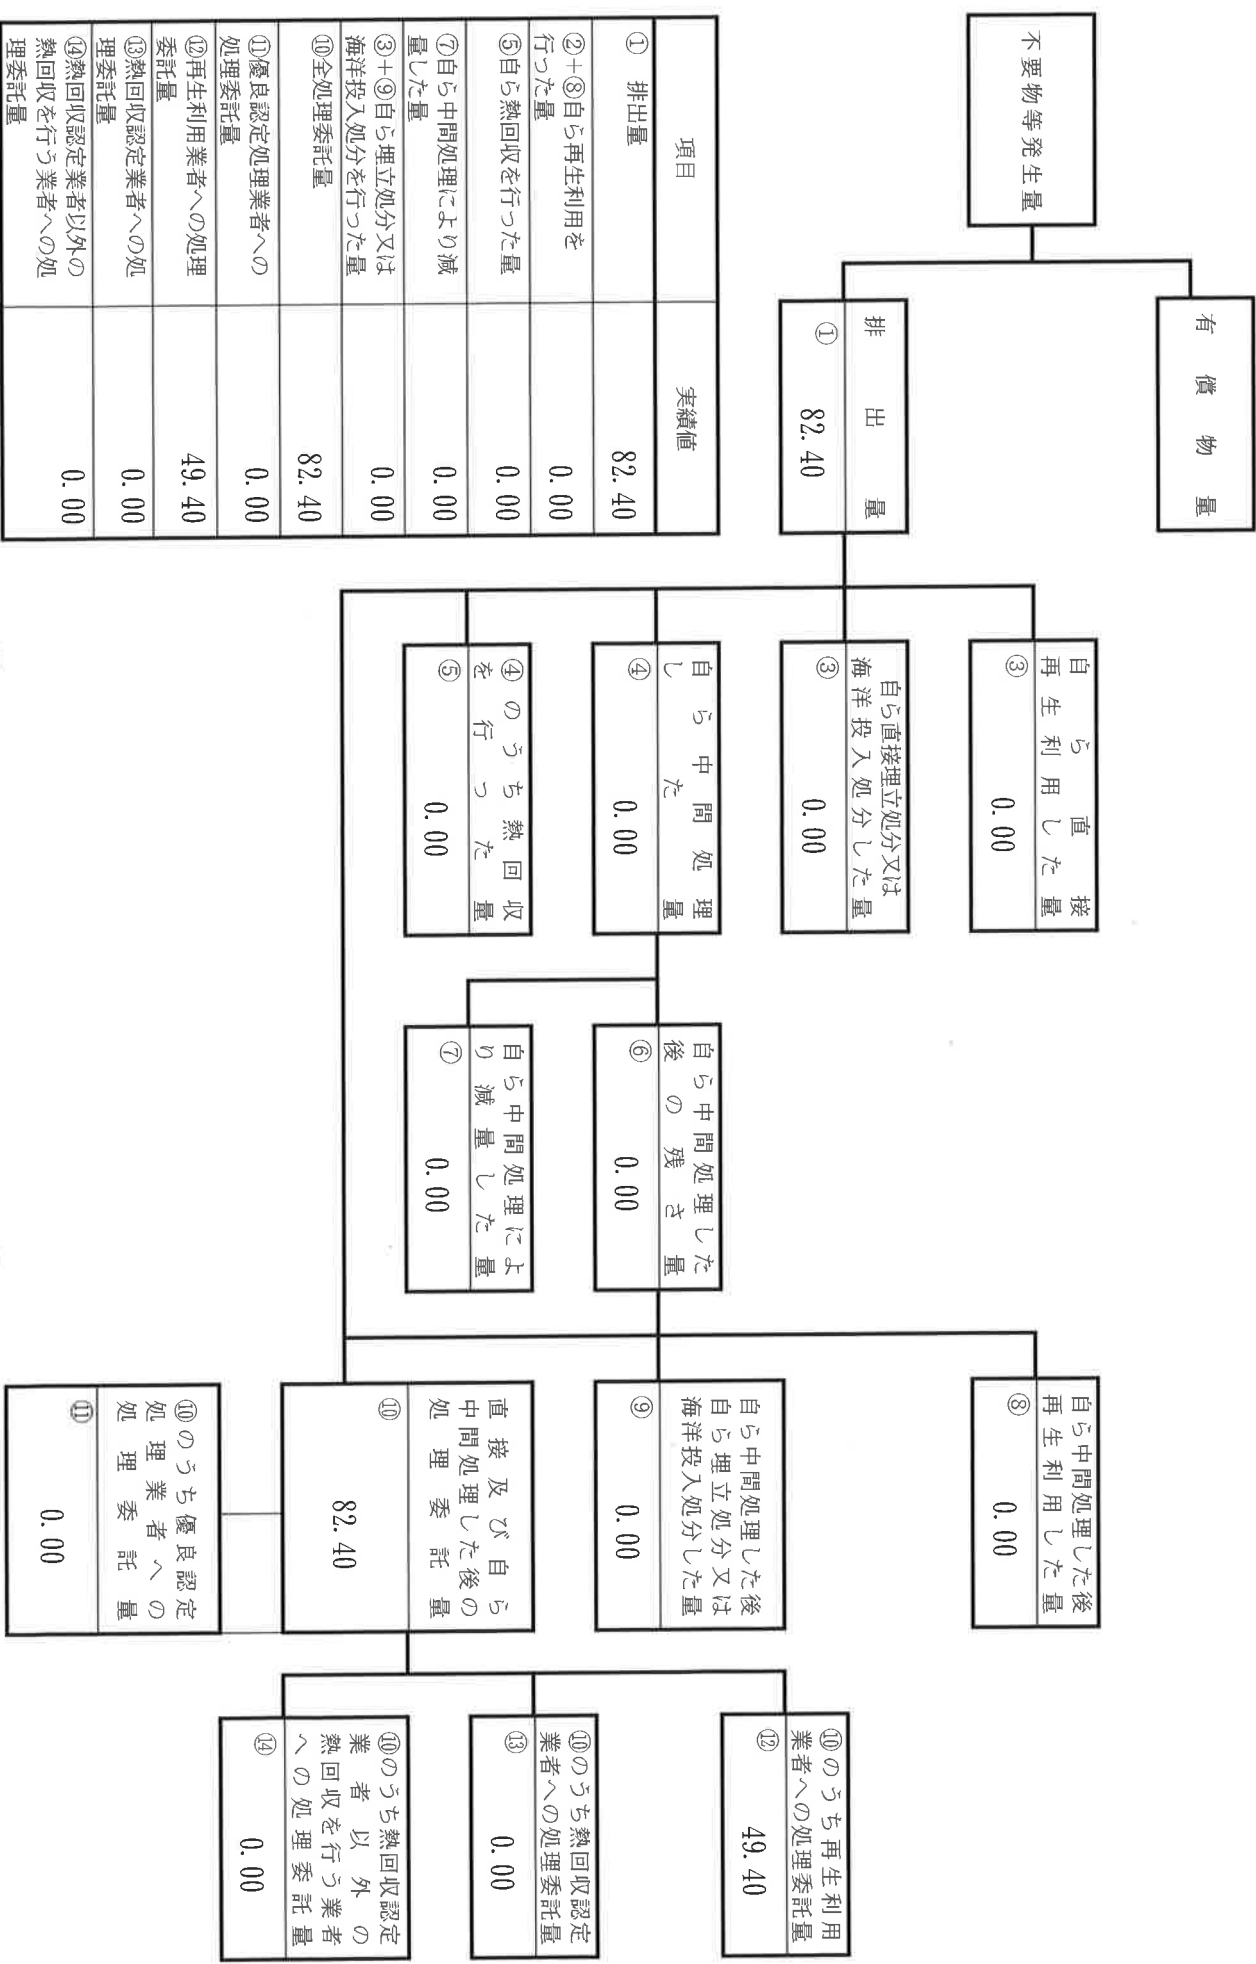 有償物量
不要物等発生量
排出量
① 82.40
自ら直接
再生利用した量
③ 0.00
自ら直接埋立処分又は
海洋投入処分した量
③ 0.00
自ら中間処理
した量
④ 0.00
④のうち熱回収
を行った量
⑤ 0.00
自ら中間処理した
後の残さ量
⑥ 0.00
自ら中間処理によ
り減量した量
⑦ 0.00
自ら中間処理した後
再生利用した量
⑧ 0.00
自ら中間処理した後
自ら埋立処分又は
海洋投入処分した量
⑨ 0.00
直接及び自ら
中間処理した後の
処理委託量
⑩ 82.40
⑩のうち優良認定
処理業者への
処理委託量
⑪ 0.00
⑩のうち再生利用
業者への処理委託量
⑫ 49.40
⑩のうち熱回収認定
業者への処理委託量
⑬ 0.00
⑩のうち熱回収認定
業者以外の
熱回収を行う業者
への処理委託量
⑭ 0.00
項目 実績値
① 排出量 82.40
②+⑧自ら再生利用を
行った量 0.00
⑤自ら熱回収を行った量 0.00
⑦自ら中間処理により減
量した量 0.00
③+⑨自ら埋立処分又は
海洋投入処分を行った量 0.00
⑩全処理委託量 82.40
⑪優良認定処理業者への
処理委託量 0.00
⑫再生利用業者への処理
委託量 49.40
⑬熱回収認定業者への処
理委託量 0.00
⑭熱回収認定業者以外の
熱回収を行う業者への処
理委託量 0.00